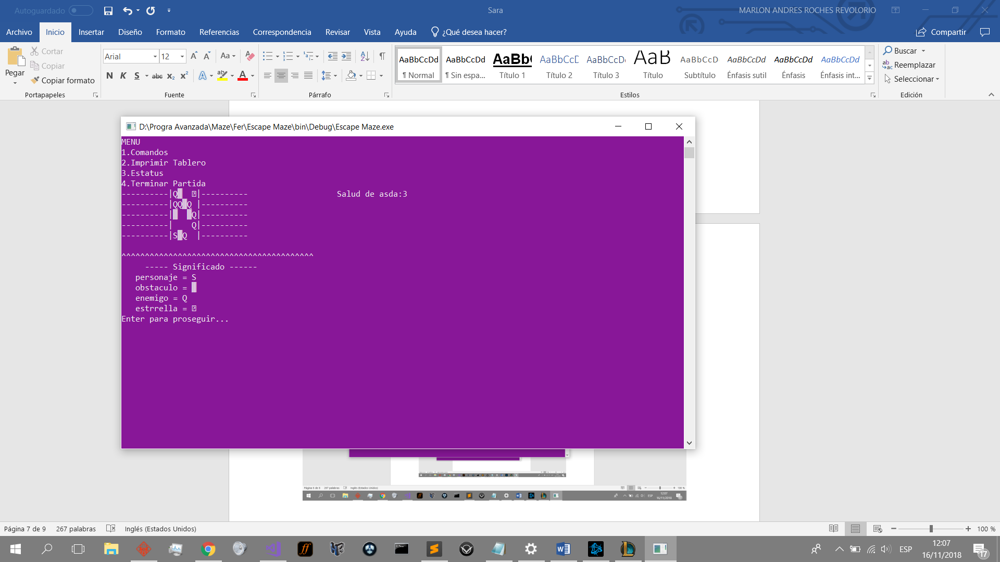 Autoguardado
Sara
MARLON ANDRES ROCHES REVOLORIO
Archivo Inicio Insertar Diseño Formato Referencias Correspondencia Revisar Vista Ayuda ¿Qué desea hacer? Compartir
Pegar
Cortar
Copiar
Copiar formato
Portapapeles
Arial 12
Fuente
Párrafo
AaBbCcDd AaBbCcDd AaBb( AaBbCcD AaBbCcD AaB AaBbCcD AaBbCcDd AaBbCcDd AaBbCcDd
¶ Normal ¶ Sin espa... Título 1 Título 2 Título 3 Título Subtítulo Énfasis sutil Énfasis Énfasis int...
Estilos
Buscar
Reemplazar
Seleccionar
Edición
D:\Progra Avanzada\Maze\Fer\Escape Maze\bin\Debug\Escape Maze.exe
MENU
1.Comandos
2.Imprimir Tablero
3.Estatus
4.Terminar Partida
----------|Q▓  ⍰|---------- Salud de asda:3
----------|QQ▓Q |----------
----------|▓  ▓Q|----------
----------|    Q|----------
----------|S▓Q  |----------
^^^^^^^^^^^^^^^^^^^^^^^^^^^^^^^^^^^^^^^^^
----- Significado ------
personaje = S
obstaculo = ▓
enemigo = Q
estrrella = ⍰
Enter para proseguir...
Página 7 de 9 267 palabras Inglés (Estados Unidos) 100 %
ESP
12:07
16/11/2018
17